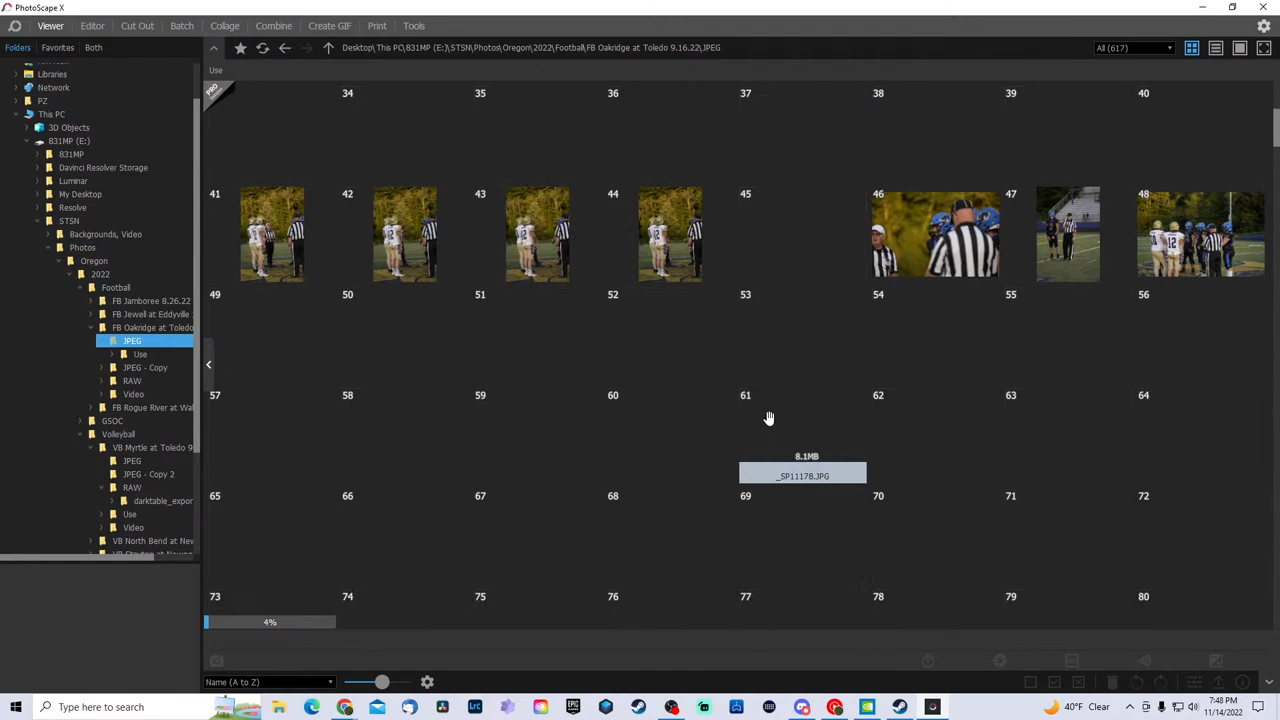 PhotoScape X
Viewer Editor Cut Out Batch Collage Combine Create GIF Print Tools
Folders Favorites Both
Desktop\This PC\831MP (E:)\STSN\Photos\Oregon\2022\Football\FB Oakridge at Toledo 9.16.22\JPEG
All (617)
Use
PRO
Libraries
Network
PZ
This PC
3D Objects
831MP (E:)
831MP
Davinci Resolver Storage
Luminar
My Desktop
Resolve
STSN
Backgrounds, Video
Photos
Oregon
2022
Football
FB Jamboree 8.26.22
FB Jewell at Eddyville
FB Oakridge at Toledo
JPEG
Use
JPEG - Copy
RAW
Video
FB Rogue River at Wal
GSOC
Volleyball
VB Myrtle at Toledo 9
JPEG
JPEG - Copy 2
RAW
darktable_expor
Use
Video
VB North Bend at New
VB Stayton at Newpo
34 35 36 37 38 39 40
41 42 43 44 45 46 47 48
49 50 51 52 53 54 55 56
57 58 59 60 61 62 63 64
8.1MB
_SP11178.JPG
65 66 67 68 69 70 71 72
73 74 75 76 77 78 79 80
4%
Name (A to Z)
Type here to search
40°F Clear
7:48 PM
11/14/2022